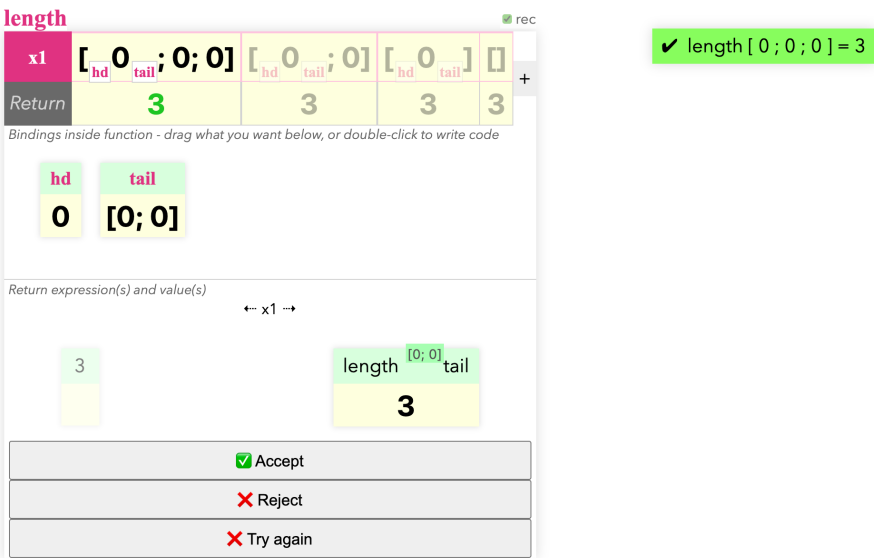 length
rec
x1 [ hd 0 tail ; 0; 0] [ hd 0 tail ; 0] [ hd 0 tail ] [] +
Return 3 3 3 3
Bindings inside function - drag what you want below, or double-click to write code
hd tail
0 [0; 0]
Return expression(s) and value(s)
⇠ x1 ⇢
3 length [0; 0] tail
3
✅ Accept
❌ Reject
❌ Try again
✔ length [ 0 ; 0 ; 0 ] = 3